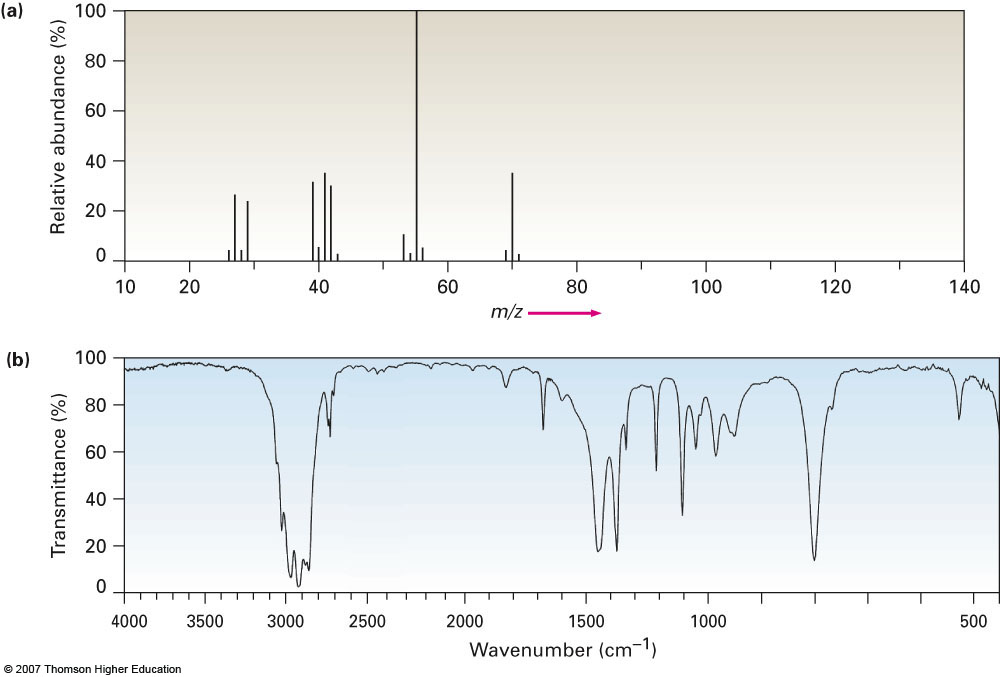 (a)
Relative abundance (%)
100
80
60
40
20
0
10 20 40 60 80 100 120 140
m/z
(b)
Transmittance (%)
100
80
60
40
20
0
4000 3500 3000 2500 2000 1500 1000 500
Wavenumber (cm⁻¹)
© 2007 Thomson Higher Education